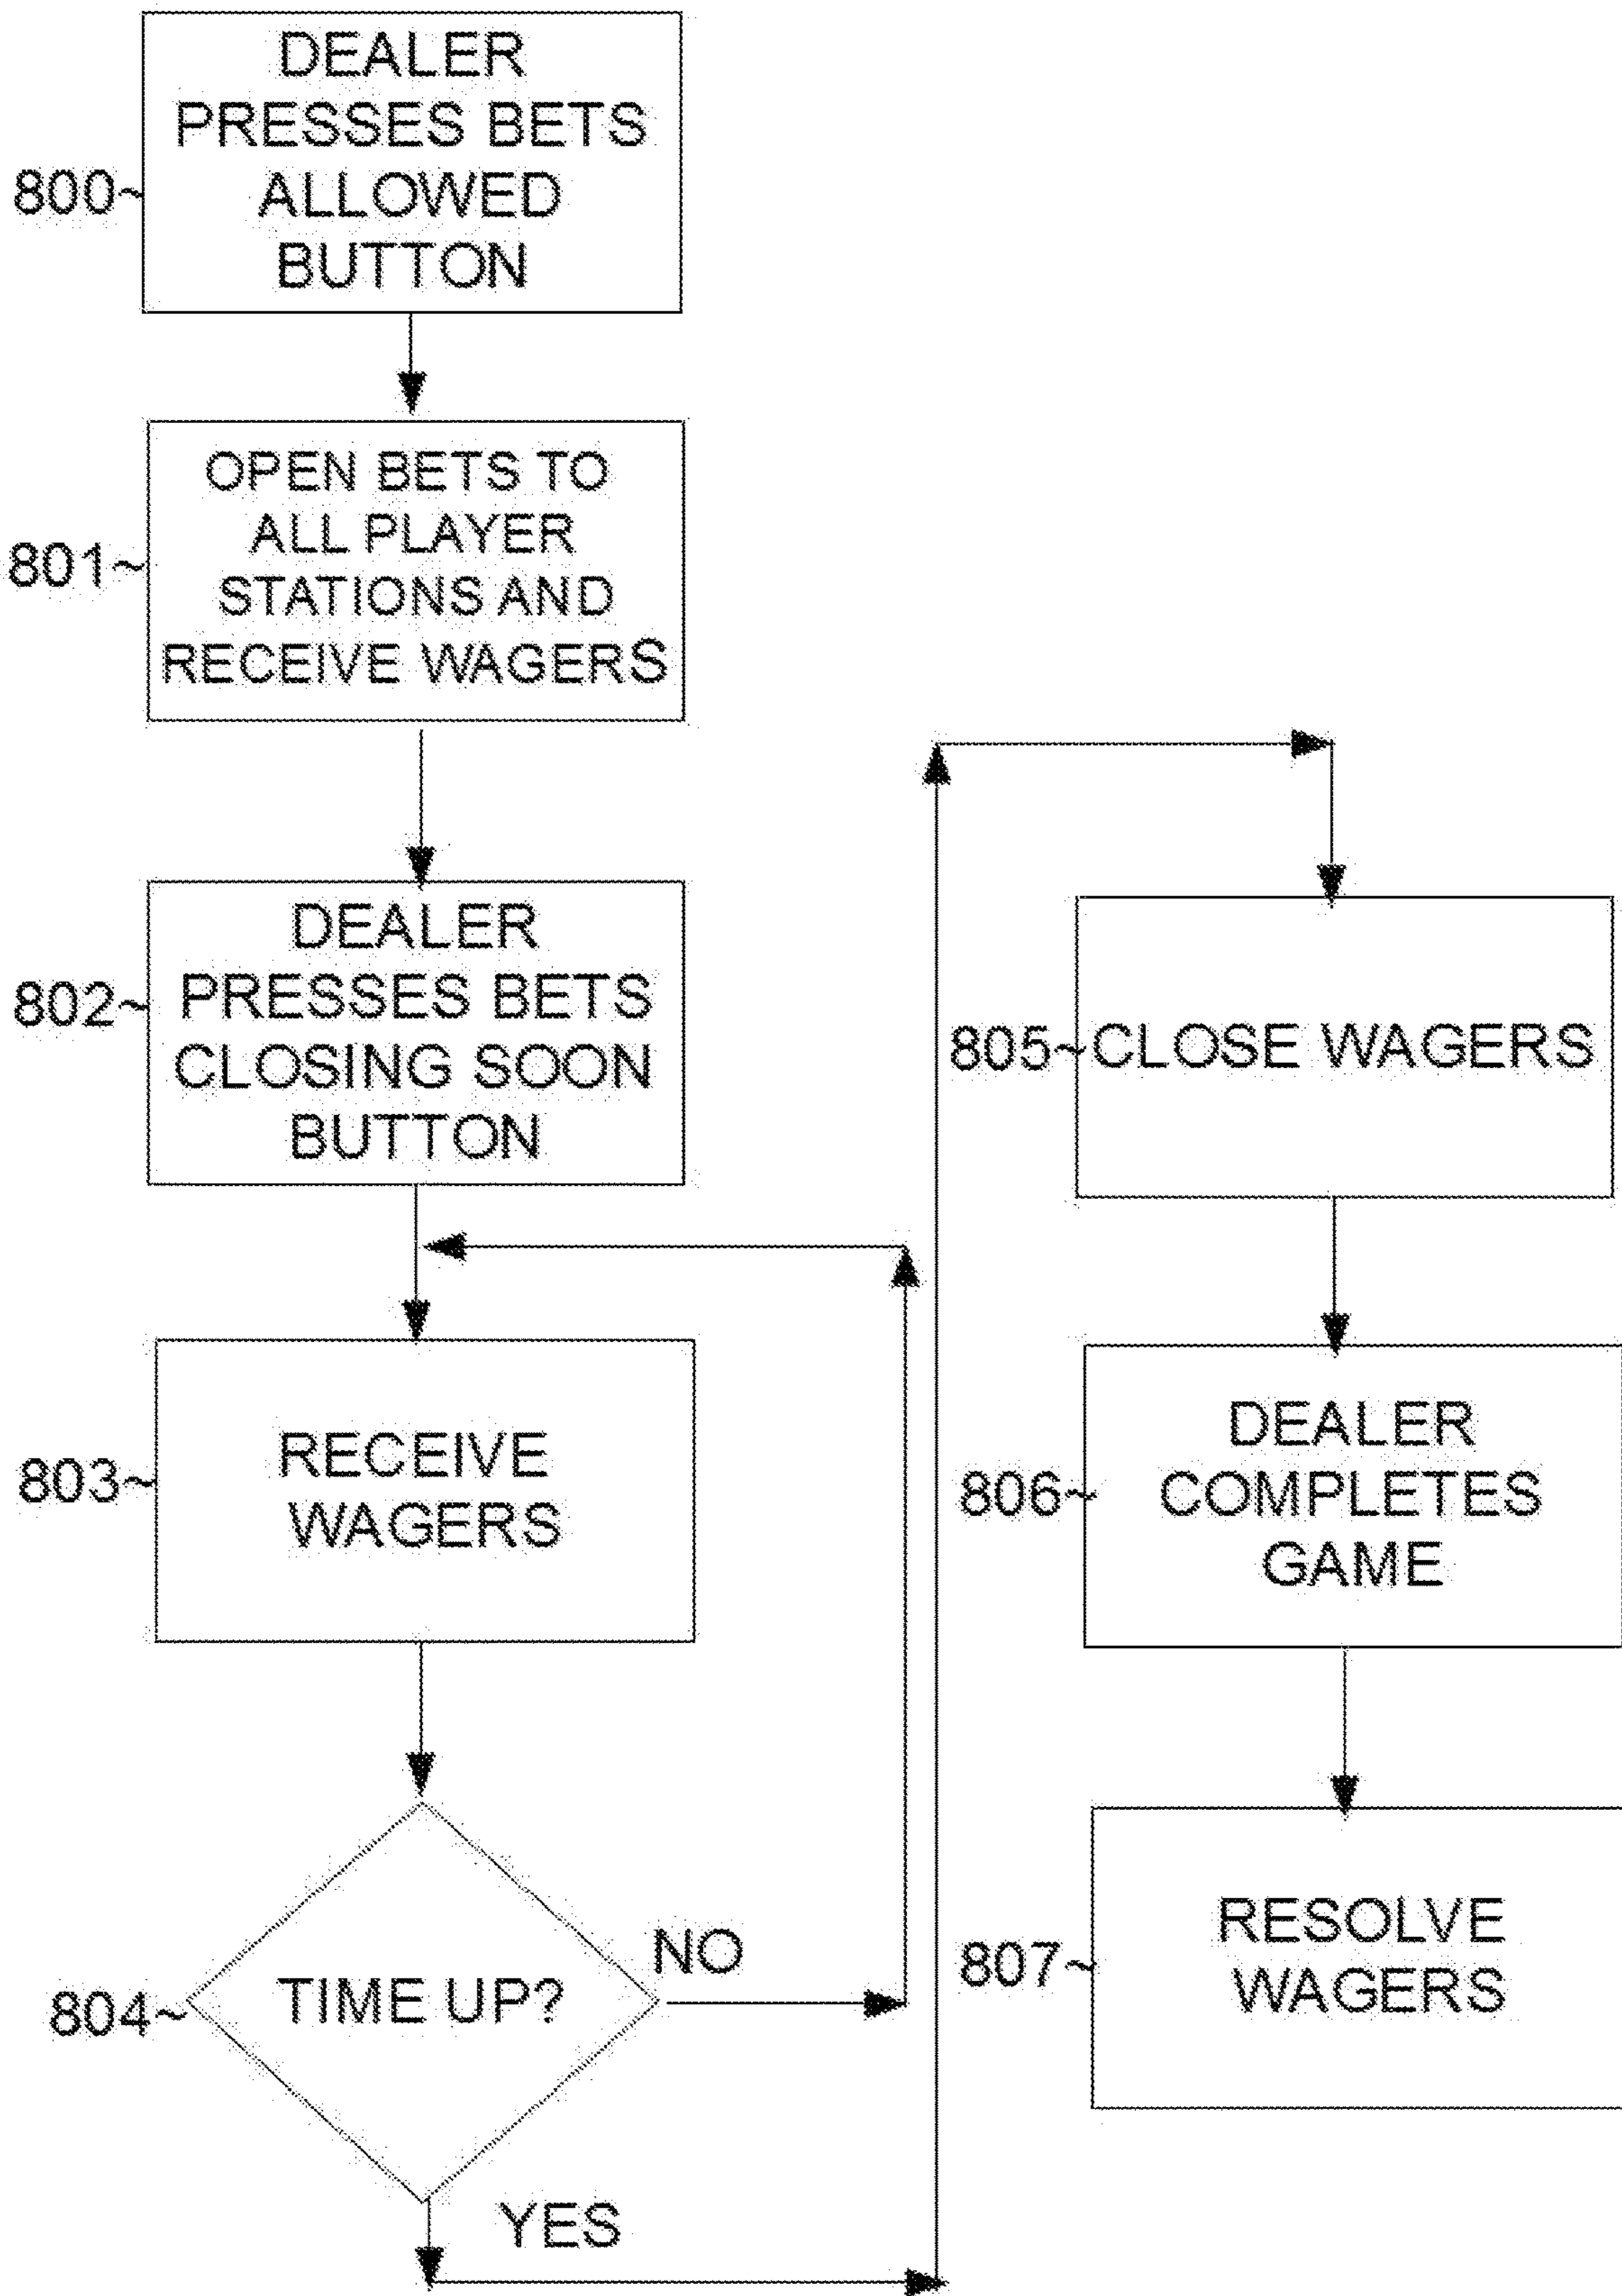 DEALER
PRESSES BETS
ALLOWED
BUTTON
800~
OPEN BETS TO
ALL PLAYER
STATIONS AND
RECEIVE WAGERS
801~
DEALER
PRESSES BETS
CLOSING SOON
BUTTON
802~
RECEIVE
WAGERS
803~
TIME UP?
804~
NO
YES
805~
CLOSE WAGERS
DEALER
COMPLETES
GAME
806~
RESOLVE
WAGERS
807~